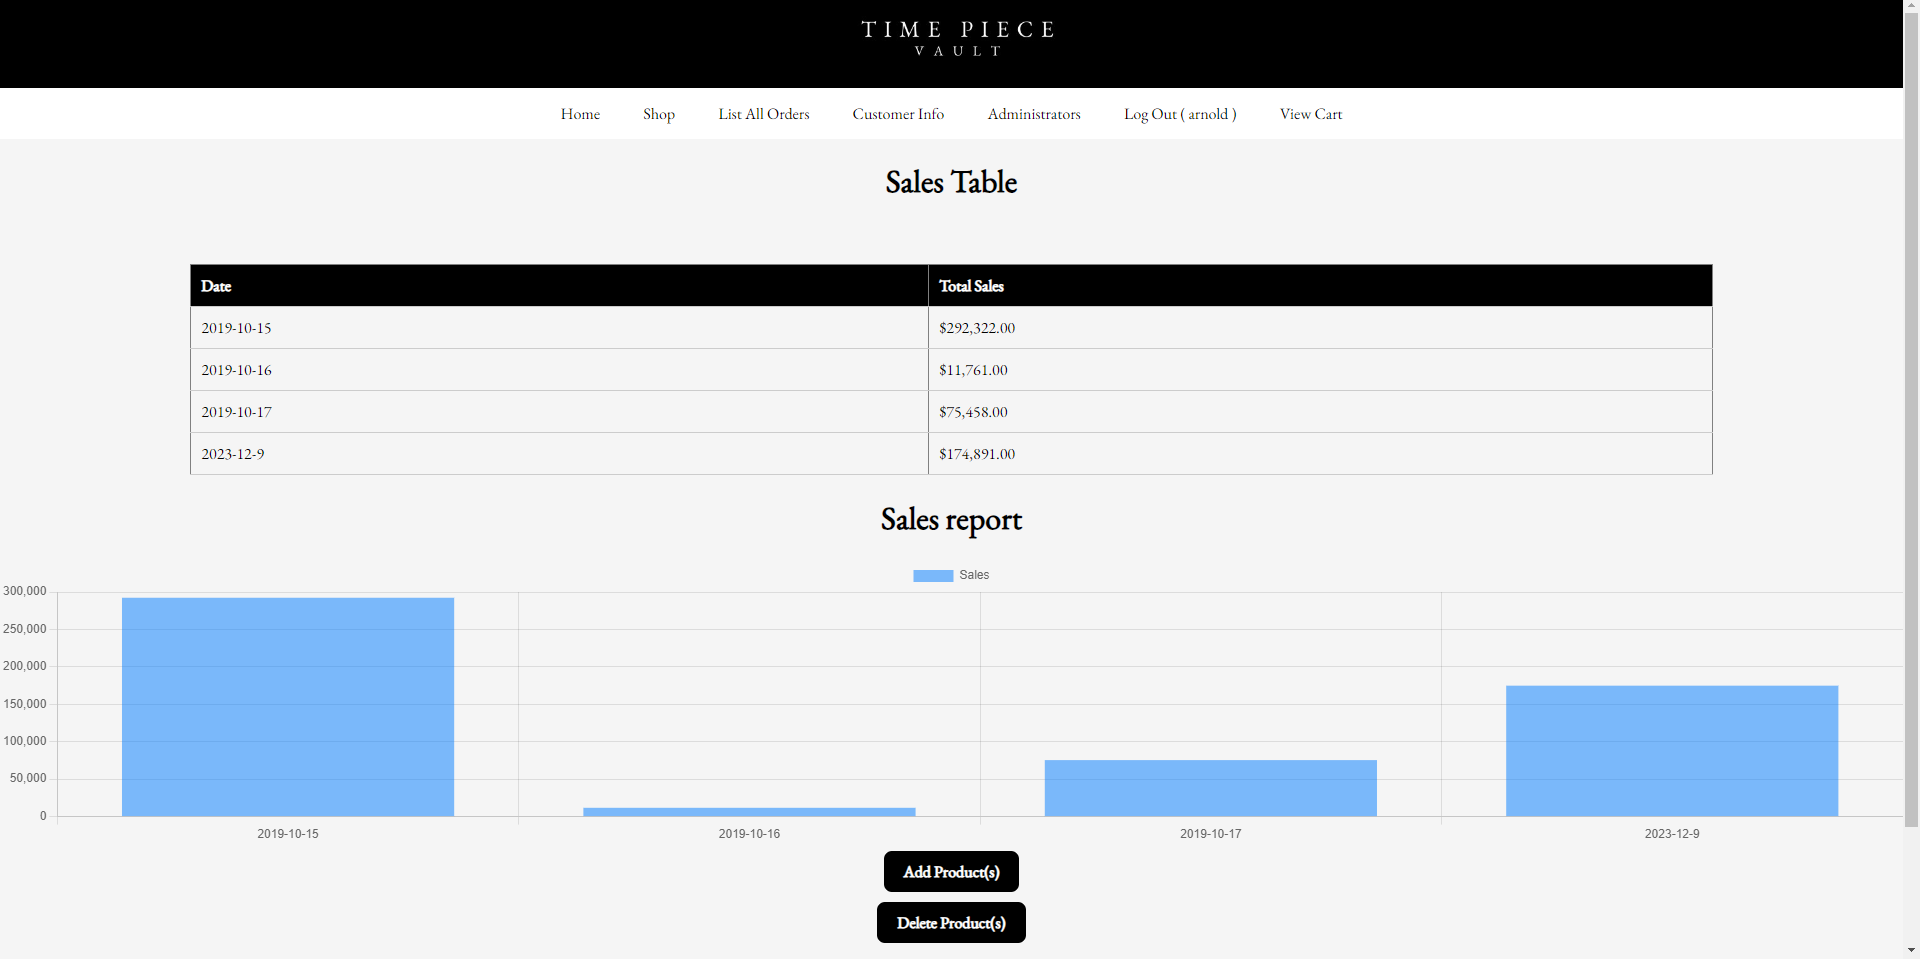 TIME PIECE
VAULT
Home Shop List All Orders Customer Info Administrators Log Out ( arnold ) View Cart
Sales Table
Date Total Sales
2019-10-15 $292,322.00
2019-10-16 $11,761.00
2019-10-17 $75,458.00
2023-12-9 $174,891.00
Sales report
Sales
300,000
250,000
200,000
150,000
100,000
50,000
0
2019-10-15 2019-10-16 2019-10-17 2023-12-9
Add Product(s)
Delete Product(s)